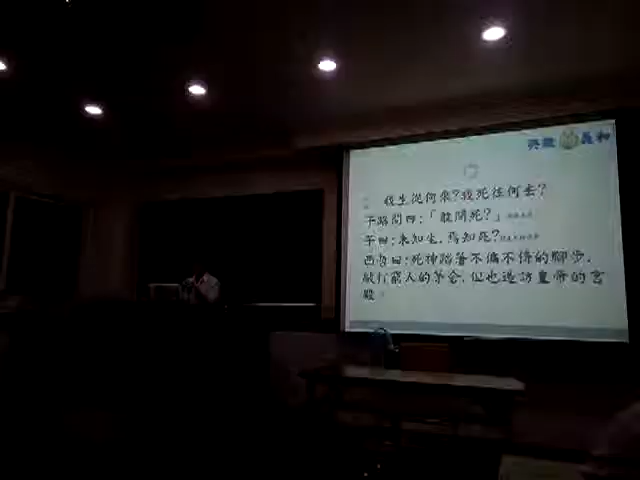 我生從何來?我死往何去?
子路問曰:「敢問死?」
子曰:未知生,焉知死?
西哲曰:死神踏著不偏不倚的腳步,
敲打窮人的茅舍,但也造訪皇帝的宮
殿。